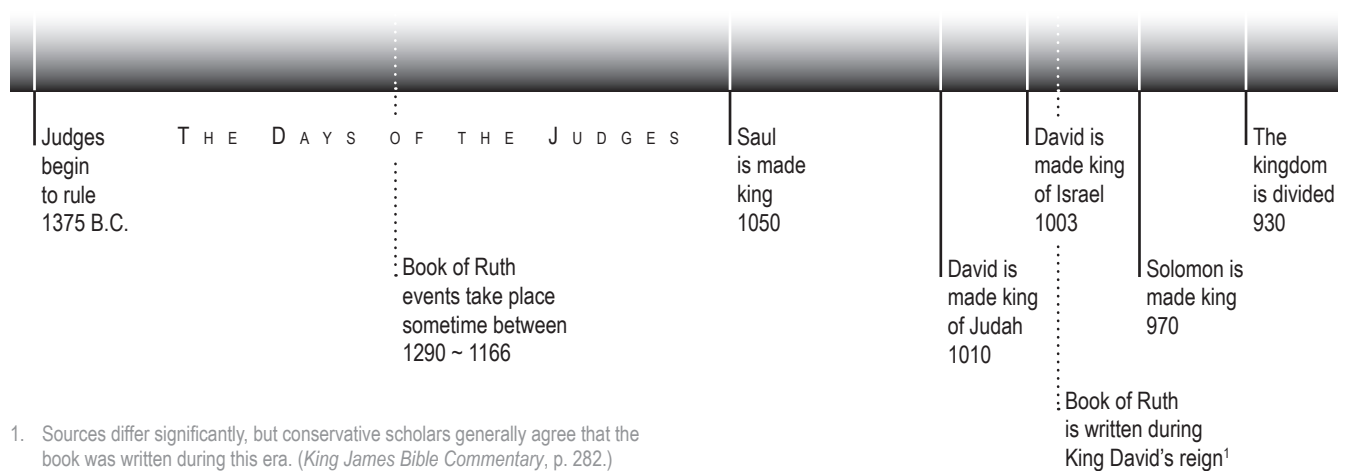 Judges
begin
to rule
1375 B.C.
THE DAYS OF THE JUDGES
Book of Ruth
events take place
sometime between
1290 ~ 1166
Saul
is made
king
1050
David is
made king
of Judah
1010
David is
made king
of Israel
1003
Book of Ruth
is written during
King David's reign¹
Solomon is
made king
970
The
kingdom
is divided
930
1. Sources differ significantly, but conservative scholars generally agree that the
book was written during this era. (King James Bible Commentary, p. 282.)